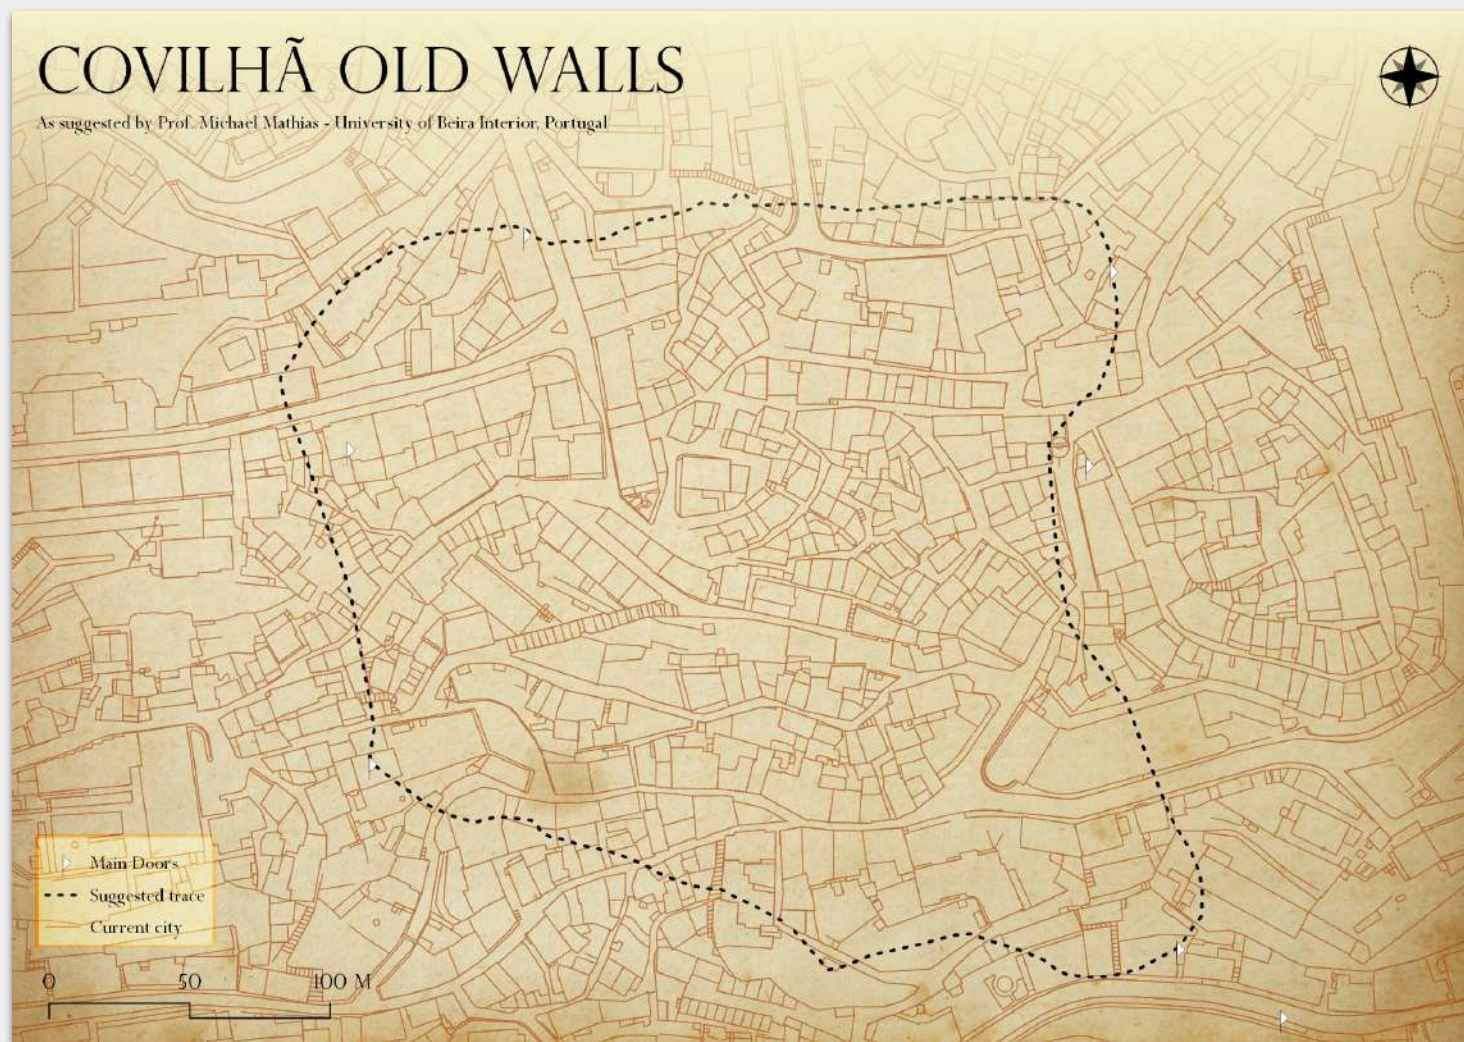 COVILHÃ OLD WALLS
As suggested by Prof. Michael Mathias - University of Beira Interior, Portugal
Main Doors
Suggested trace
Current city
0 50 100 M